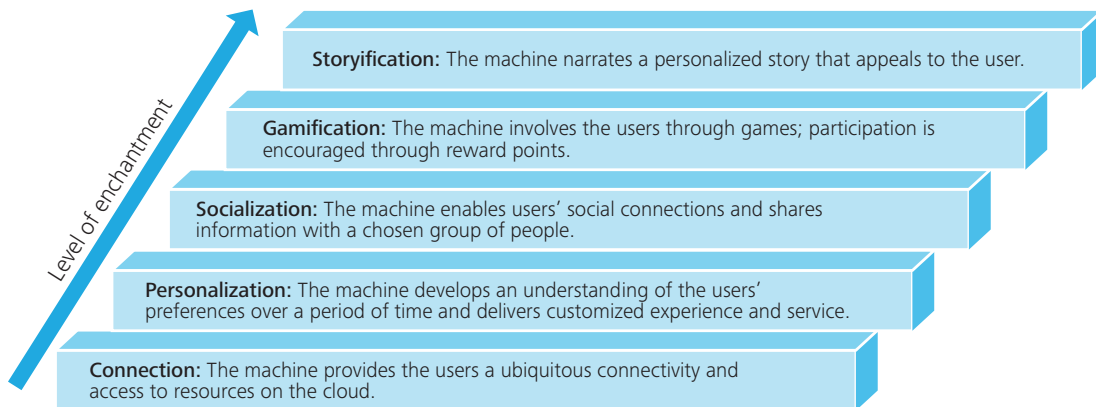 Storyification: The machine narrates a personalized story that appeals to the user.
Gamification: The machine involves the users through games; participation is
encouraged through reward points.
Socialization: The machine enables users' social connections and shares
information with a chosen group of people.
Personalization: The machine develops an understanding of the users'
preferences over a period of time and delivers customized experience and service.
Connection: The machine provides the users a ubiquitous connectivity and
access to resources on the cloud.
Level of enchantment